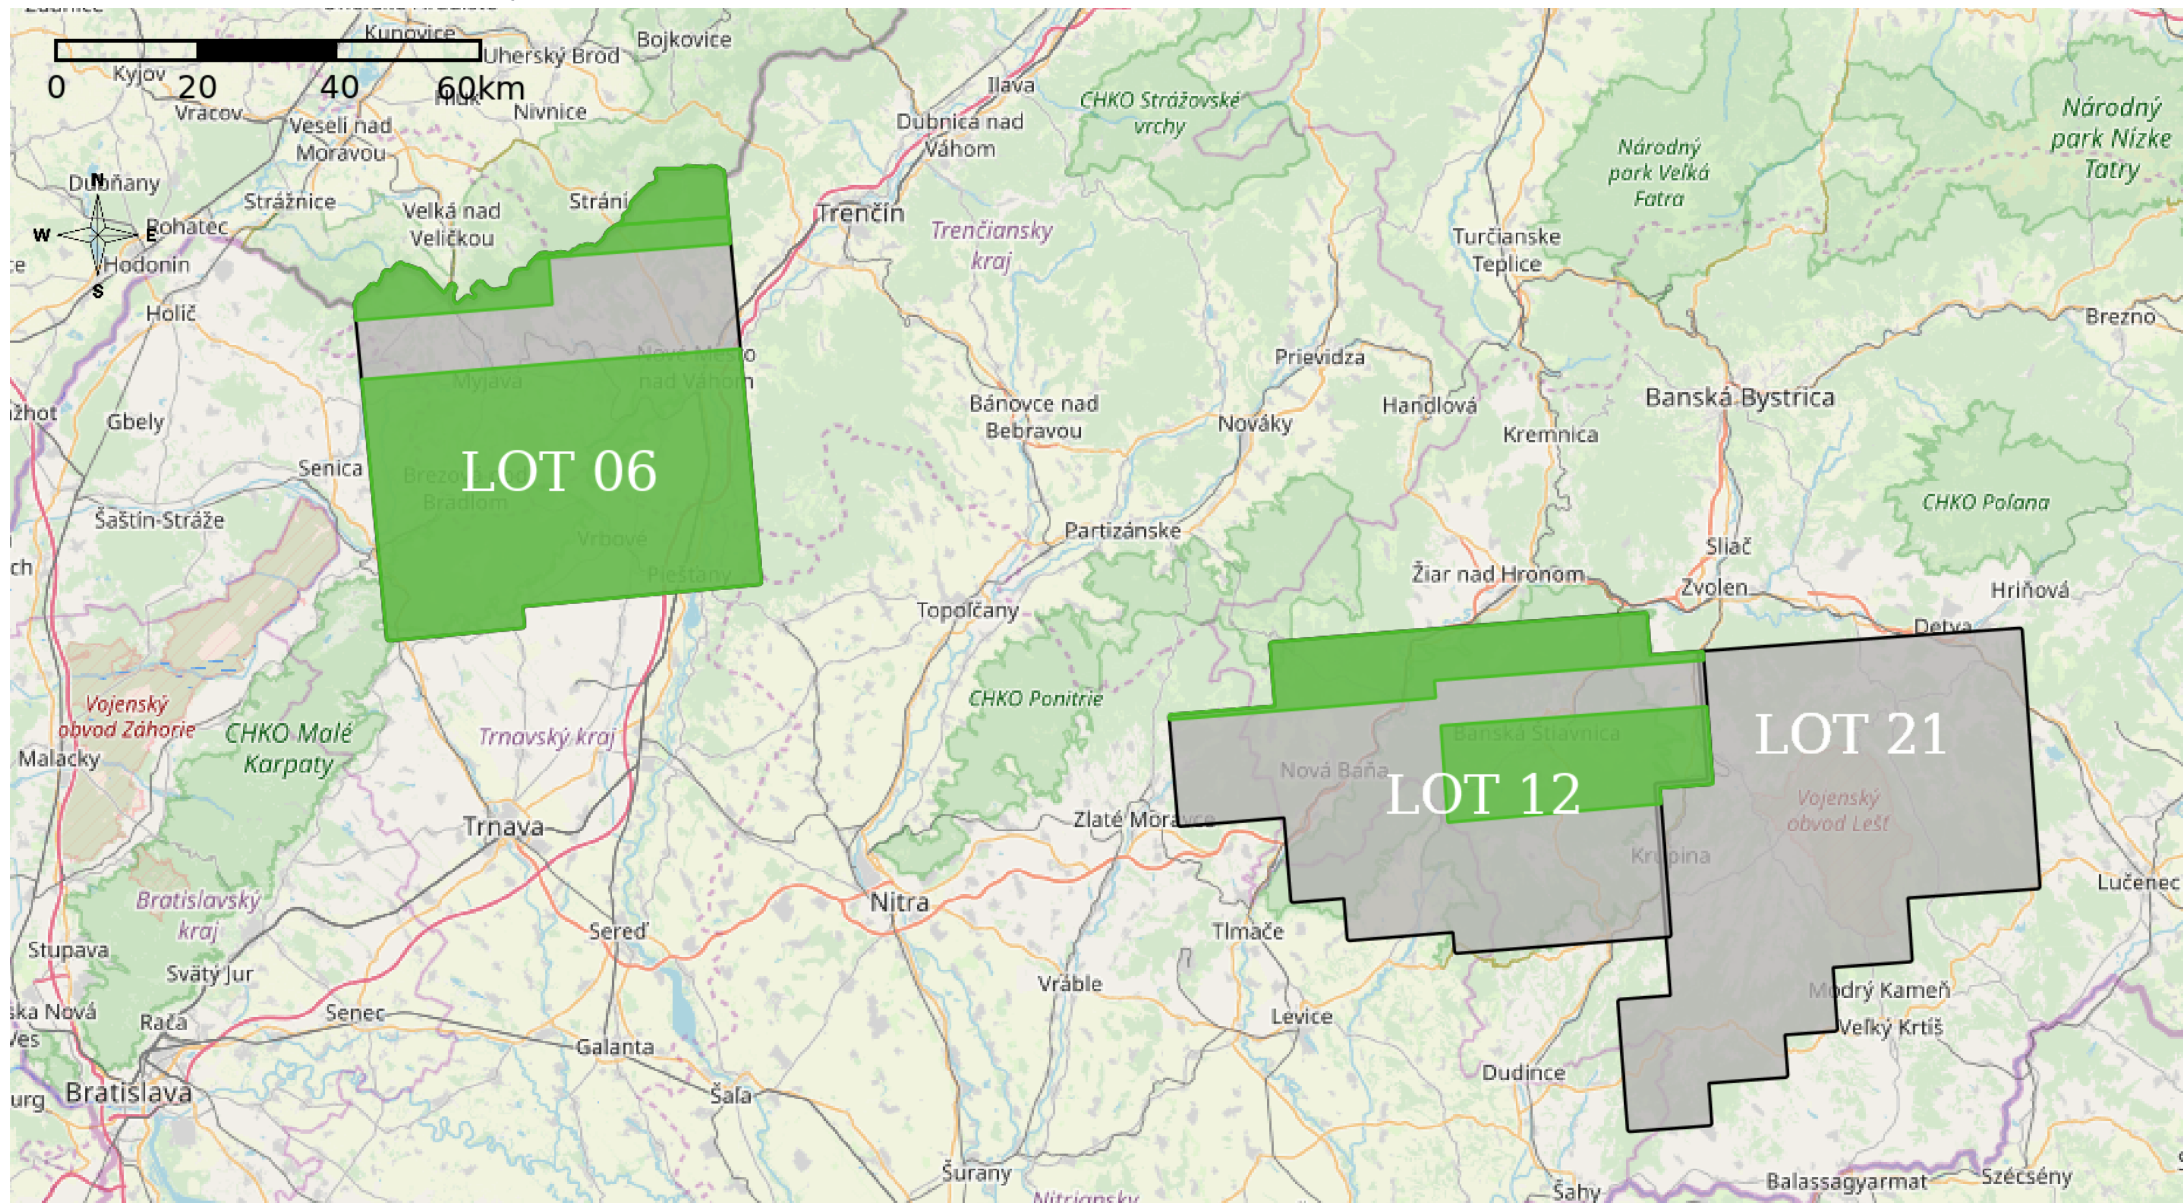 Kunovice
Bojkovice
Uherský Brod
Kyjov
0 20 40 60km
Hluk
Ilava
Vracov
Nivnice
CHKO Strážovské
vrchy
Národný
park Nízke
Tatry
Veselí nad
Moravou
Dubnica nad
Váhom
Národný
park Veľká
Fatra
Dubňany
N
Strážnice
Strání
Velká nad
Veličkou
Trenčín
W E
Rohatec
Trenčiansky
kraj
Turčianske
Teplice
Hodonín
S
Holíč
Brezno
Nové Mesto
nad Váhom
Myjava
Prievidza
Banská Bystrica
Bánovce nad
Bebravou
Handlová
Gbely
Nováky
Kremnica
Senica
LOT 06
Brezová pod
Bradlom
CHKO Poľana
Šaštín-Stráže
Partizánske
Vrbové
Sliač
Piešťany
Žiar nad Hronom
Zvolen
Hriňová
Topoľčany
Detva
CHKO Ponitrie
Vojenský
obvod Záhorie
CHKO Malé
Karpaty
Trnavský kraj
Banská Štiavnica
LOT 21
Malacky
Nová Baňa
LOT 12
Vojenský
obvod Lešť
Zlaté Moravce
Trnava
Krupina
Lučenec
Bratislavský
kraj
Nitra
Sereď
Tlmače
Stupava
Svätý Jur
Vráble
Modrý Kameň
Senec
Rača
Levice
Veľký Krtíš
Galanta
Dudince
Bratislava
Šaľa
Šurany
Balassagyarmat
Szécsény
Šahy
Nitriansky